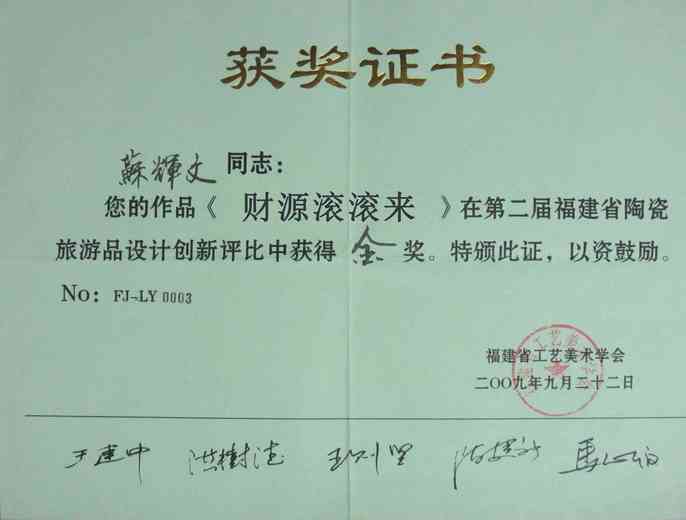 获奖证书
蘇輝文同志：
您的作品《 财源滚滚来 》在第二届福建省陶瓷
旅游品设计创新评比中获得 金 奖。特颁此证，以资鼓励。
No: FJ-LY 0003
福建省工艺美术学会
二〇〇九年九月二十二日